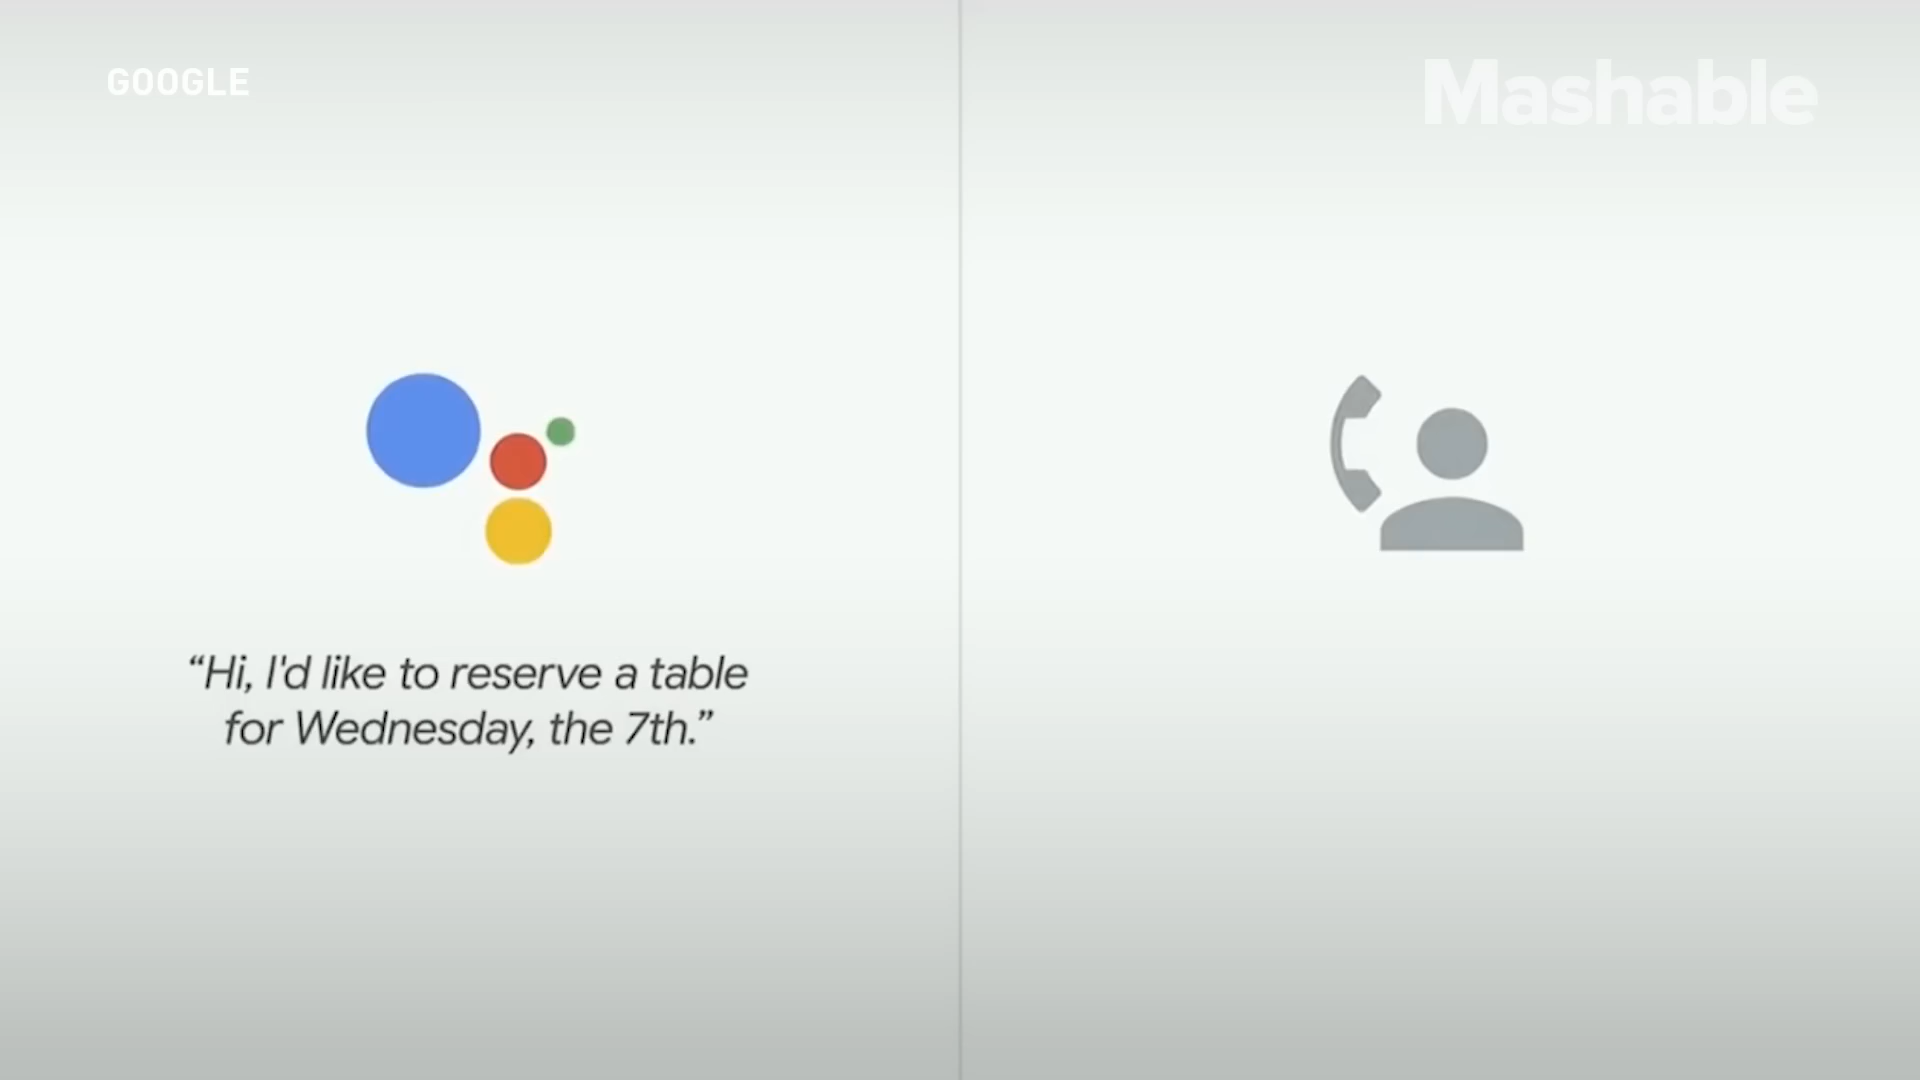 GOOGLE
Mashable
“Hi, I'd like to reserve a table
for Wednesday, the 7th.”